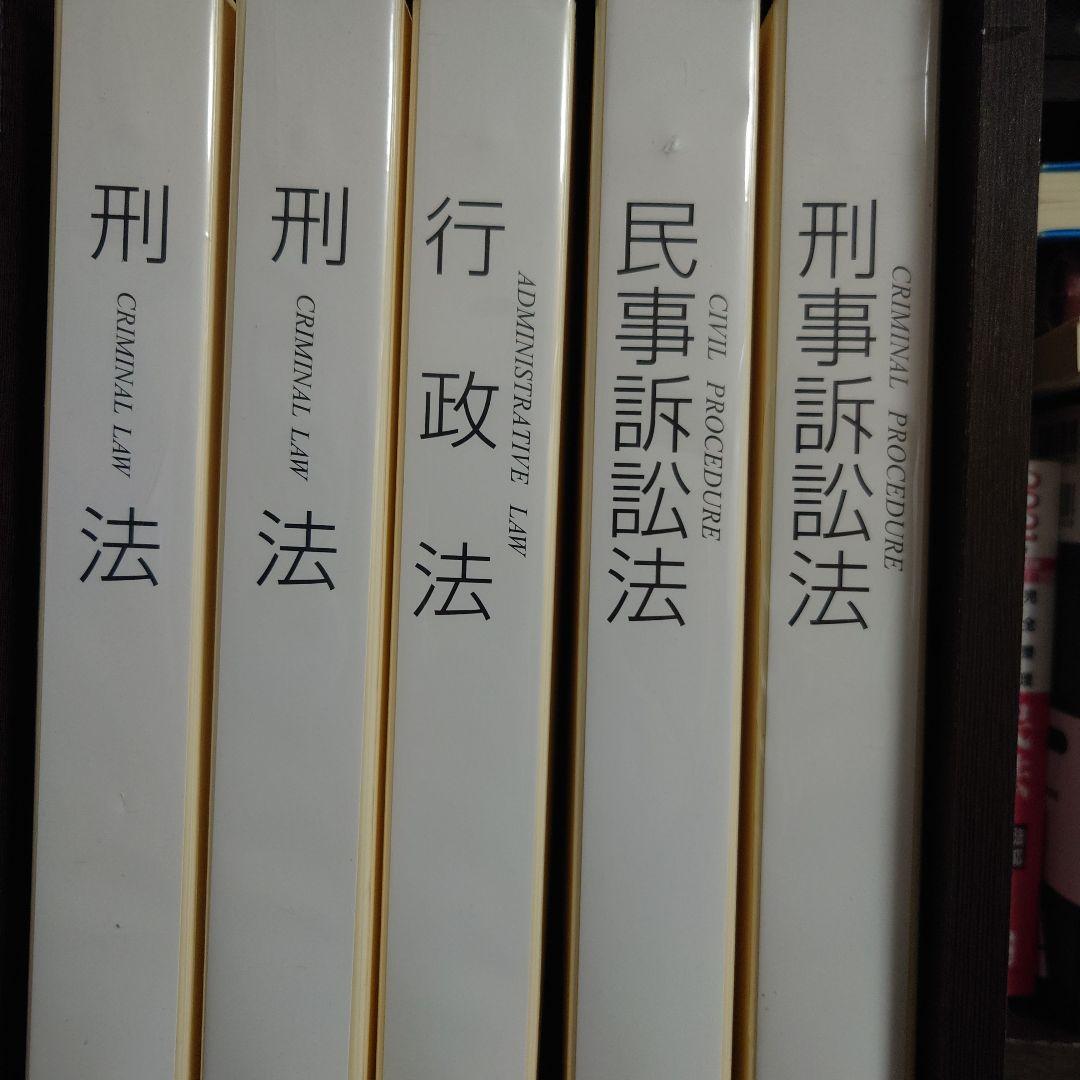 刑法
CRIMINAL LAW
刑法
CRIMINAL LAW
行政法
ADMINISTRATIVE LAW
民事訴訟法
CIVIL PROCEDURE
刑事訴訟法
CRIMINAL PROCEDURE